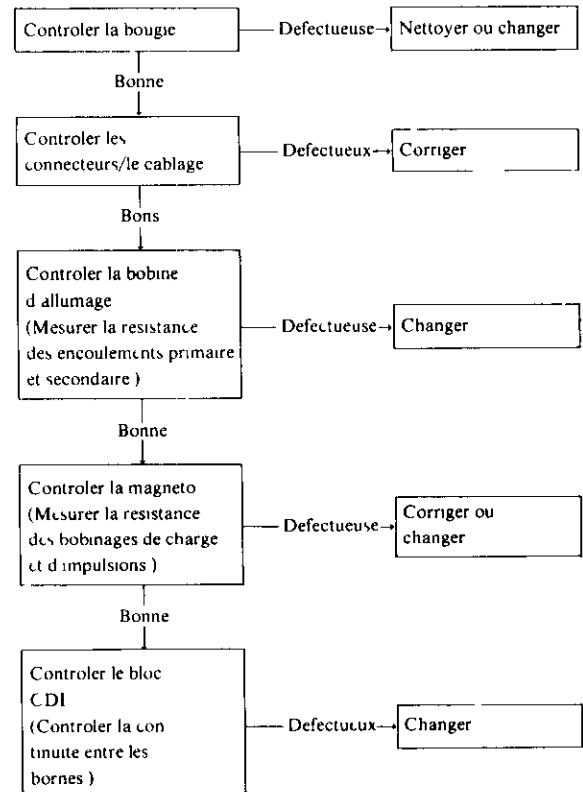 Controler la bougie
Defectueuse
Nettoyer ou changer
Bonne
Controler les
connecteurs/le cablage
Defectueux
Corriger
Bons
Controler la bobine
d allumage
(Mesurer la resistance
des encoulements primaire
et secondaire )
Defectueuse
Changer
Bonne
Controler la magneto
(Mesurer la resistance
des bobinages de charge
et d impulsions )
Defectueuse
Corriger ou
changer
Bonne
Controler le bloc
CDI
(Controler la con
tinuite entre les
bornes )
Defectueux
Changer